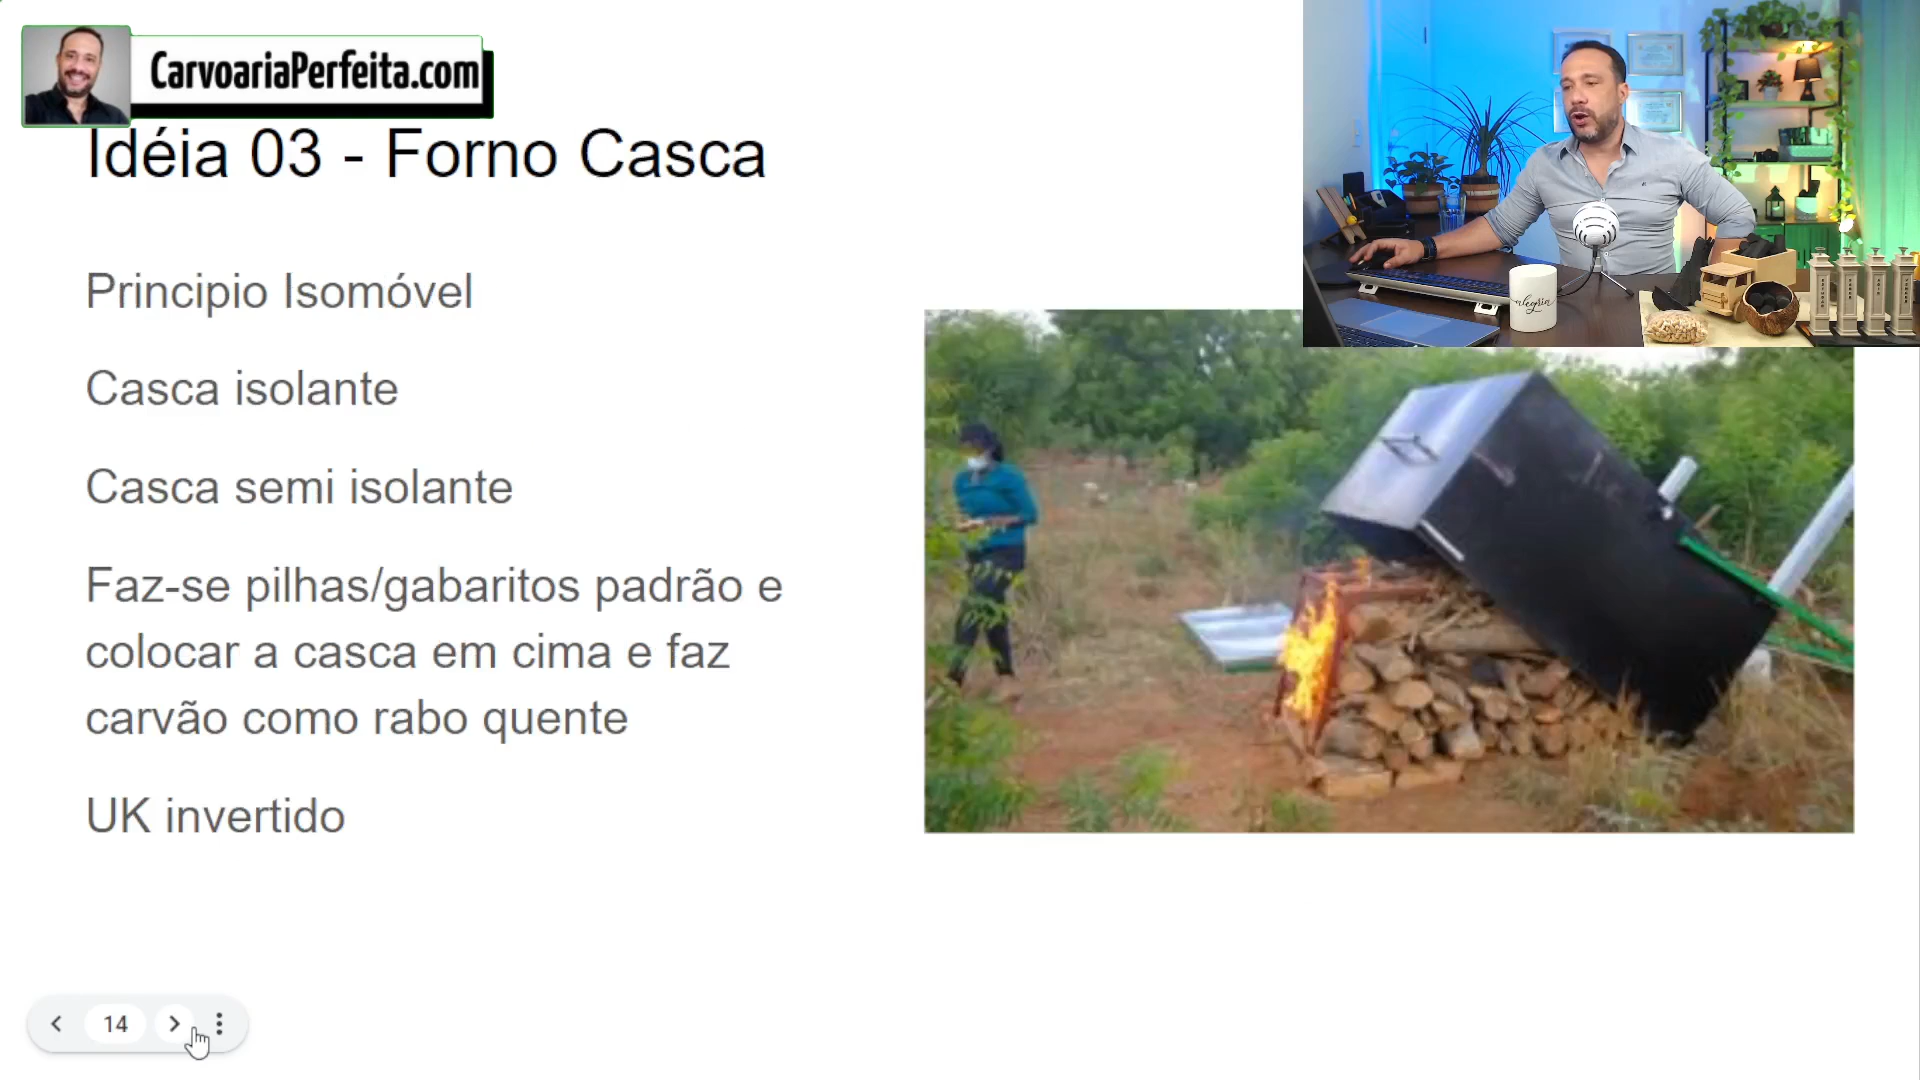 CarvoariaPerfeita.com
Idéia 03 - Forno Casca
Principio Isomóvel
Casca isolante
Casca semi isolante
Faz-se pilhas/gabaritos padrão e
colocar a casca em cima e faz
carvão como rabo quente
UK invertido
alegria
14